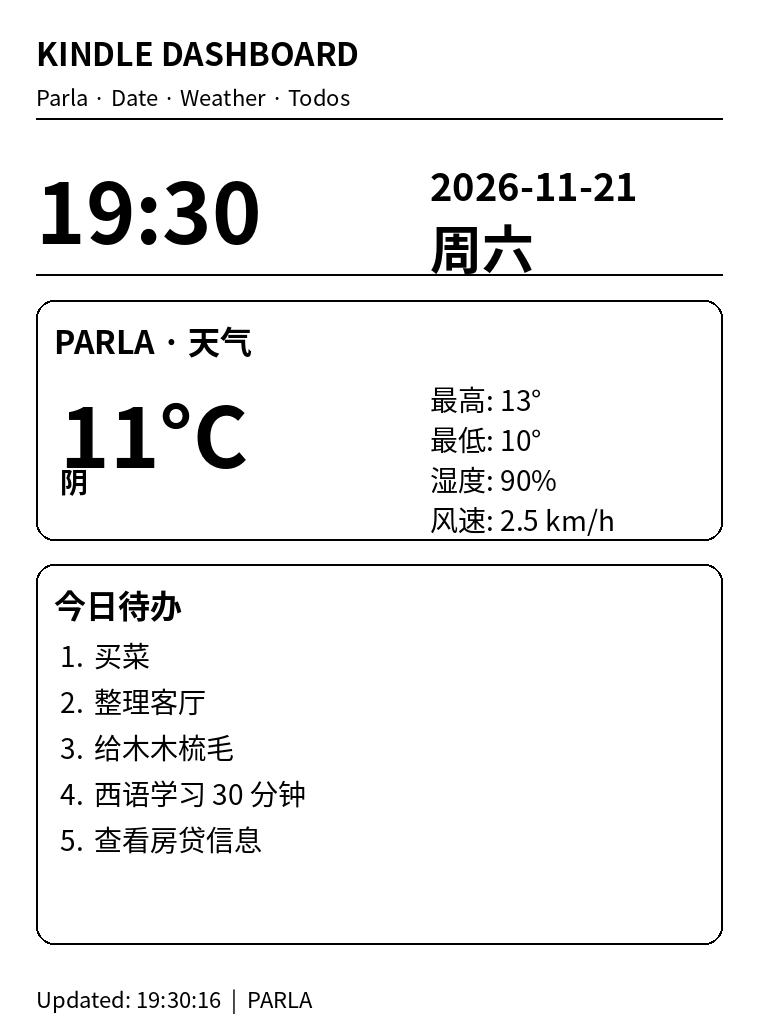 KINDLE DASHBOARD
Parla · Date · Weather · Todos
19:30
2026-11-21
周六
PARLA · 天气
11°C
阴
最高: 13°
最低: 10°
湿度: 90%
风速: 2.5 km/h
今日待办
1. 买菜
2. 整理客厅
3. 给木木梳毛
4. 西语学习 30 分钟
5. 查看房贷信息
Updated: 19:30:16 | PARLA